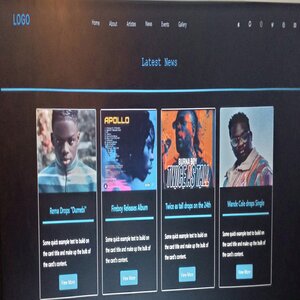 LOGO
Home About Artistes News Events Gallery
Latest News
APOLLO
BURNA BOY
TWICE AS TALL
Rema Drops "Dumebi"
Some quick example text to build on
the card title and make up the bulk of
the card's content.
View More
Fireboy Releases Album
Some quick example text to build on
the card title and make up the bulk of
the card's content.
View More
Twice as tall drops on the 24th
Some quick example text to build on
the card title and make up the bulk of
the card's content.
View More
Wande Cole drops Single
Some quick example text to build on
the card title and make up the bulk of
the card's content.
View More